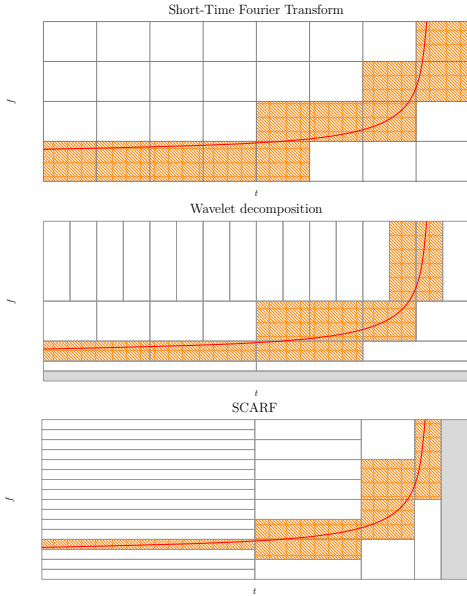 Short-Time Fourier Transform
f
t
Wavelet decomposition
f
t
SCARF
f
t